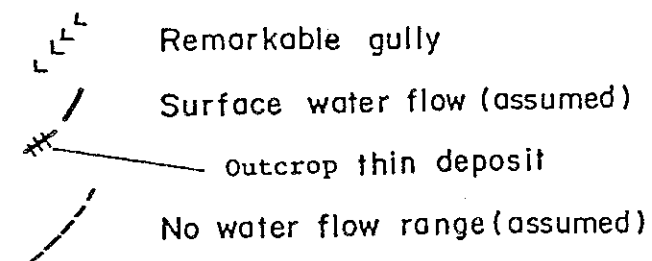 Remarkable gully
Surface water flow (assumed)
Outcrop thin deposit
No water flow range (assumed)